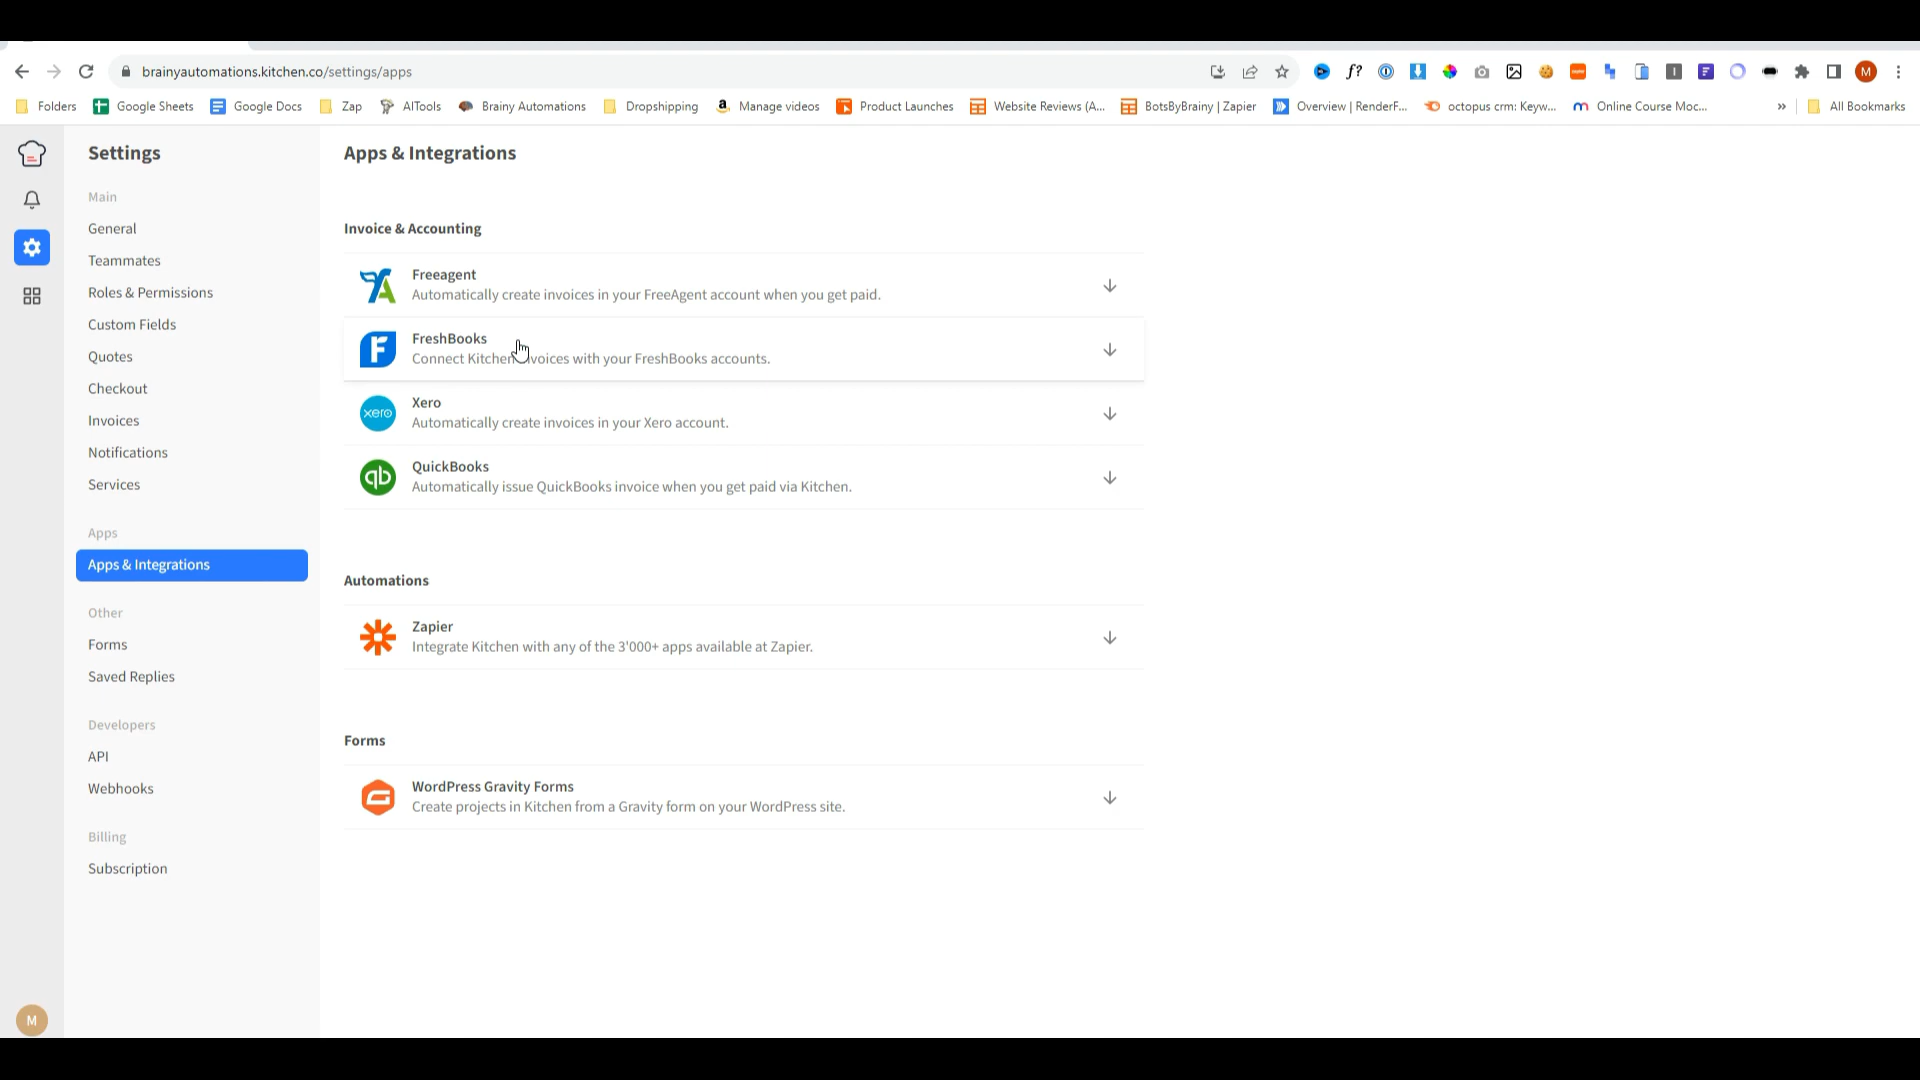 brainyautomations.kitchen.co/settings/apps
f?
M
Folders
Google Sheets
Google Docs
Zap
AITools
Brainy Automations
Dropshipping
Manage videos
Product Launches
Website Reviews (A...
BotsByBrainy | Zapier
Overview | RenderF...
octopus crm: Keyw...
Online Course Moc...
»
All Bookmarks
Settings
Main
General
Teammates
Roles & Permissions
Custom Fields
Quotes
Checkout
Invoices
Notifications
Services
Apps
Apps & Integrations
Other
Forms
Saved Replies
Developers
API
Webhooks
Billing
Subscription
M
Apps & Integrations
Invoice & Accounting
Freeagent
Automatically create invoices in your FreeAgent account when you get paid.
FreshBooks
Connect Kitchen invoices with your FreshBooks accounts.
xero
Xero
Automatically create invoices in your Xero account.
qb
QuickBooks
Automatically issue QuickBooks invoice when you get paid via Kitchen.
Automations
Zapier
Integrate Kitchen with any of the 3'000+ apps available at Zapier.
Forms
WordPress Gravity Forms
Create projects in Kitchen from a Gravity form on your WordPress site.